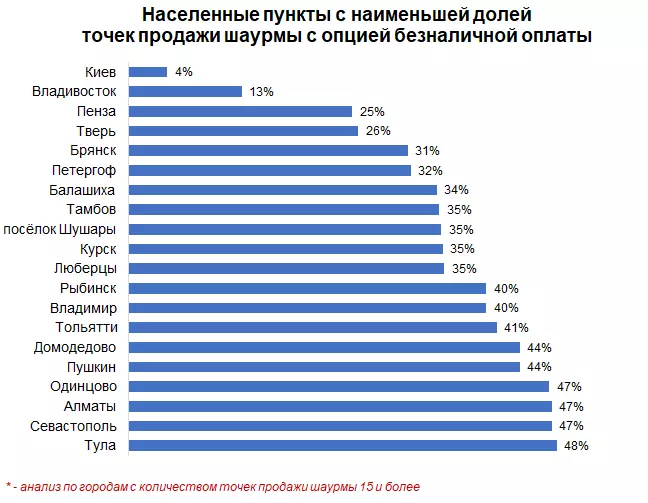 Населенные пункты с наименьшей долей
точек продажи шаурмы с опцией безналичной оплаты
Киев 4%
Владивосток 13%
Пенза 25%
Тверь 26%
Брянск 31%
Петергоф 32%
Балашиха 34%
Тамбов 35%
посёлок Шушары 35%
Курск 35%
Люберцы 35%
Рыбинск 40%
Владимир 40%
Тольятти 41%
Домодедово 44%
Пушкин 44%
Одинцово 47%
Алматы 47%
Севастополь 47%
Тула 48%
* - анализ по городам с количеством точек продажи шаурмы 15 и более